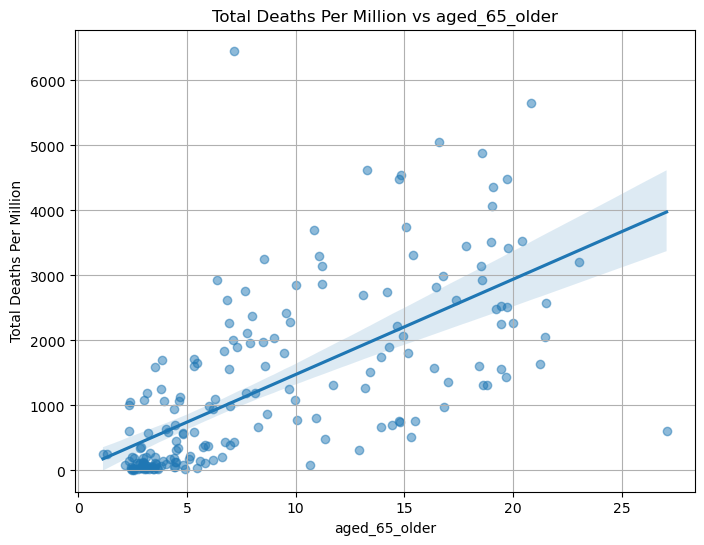 Total Deaths Per Million vs aged_65_older
Total Deaths Per Million
6000
5000
4000
3000
2000
1000
0
0 5 10 15 20 25
aged_65_older